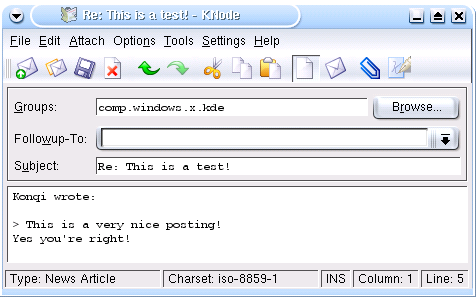 Re: This is a test! - KNode
File Edit Attach Options Tools Settings Help
Groups: comp.windows.x.kde Browse...
Followup-To:
Subject: Re: This is a test!
Konqi wrote:
> This is a very nice posting!
Yes you're right!
Type: News Article Charset: iso-8859-1 INS Column: 1 Line: 5